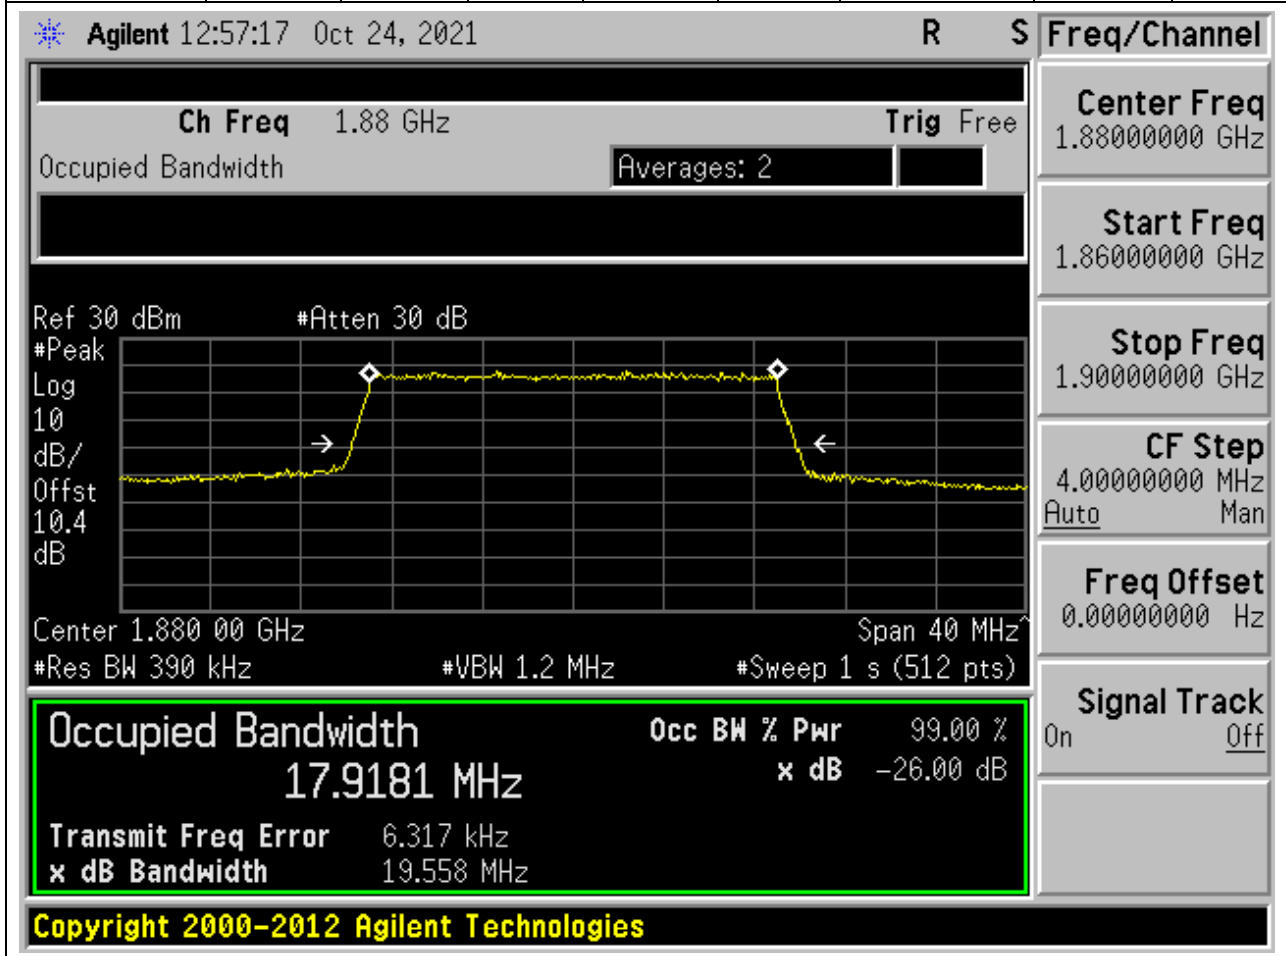 Agilent 12:57:17 Oct 24, 2021 R S
Freq/Channel
Ch Freq 1.88 GHz Trig Free
Occupied Bandwidth Averages: 2
Center Freq
1.88000000 GHz
Start Freq
1.86000000 GHz
Stop Freq
1.90000000 GHz
CF Step
4.00000000 MHz
Auto Man
Freq Offset
0.00000000 Hz
Signal Track
On Off
Ref 30 dBm #Atten 30 dB
#Peak
Log
10
dB/
Offst
10.4
dB
Center 1.880 00 GHz Span 40 MHz^
#Res BW 390 kHz #VBW 1.2 MHz #Sweep 1 s (512 pts)
Occupied Bandwidth Occ BW % Pwr 99.00 %
17.9181 MHz x dB -26.00 dB
Transmit Freq Error 6.317 kHz
x dB Bandwidth 19.558 MHz
Copyright 2000-2012 Agilent Technologies